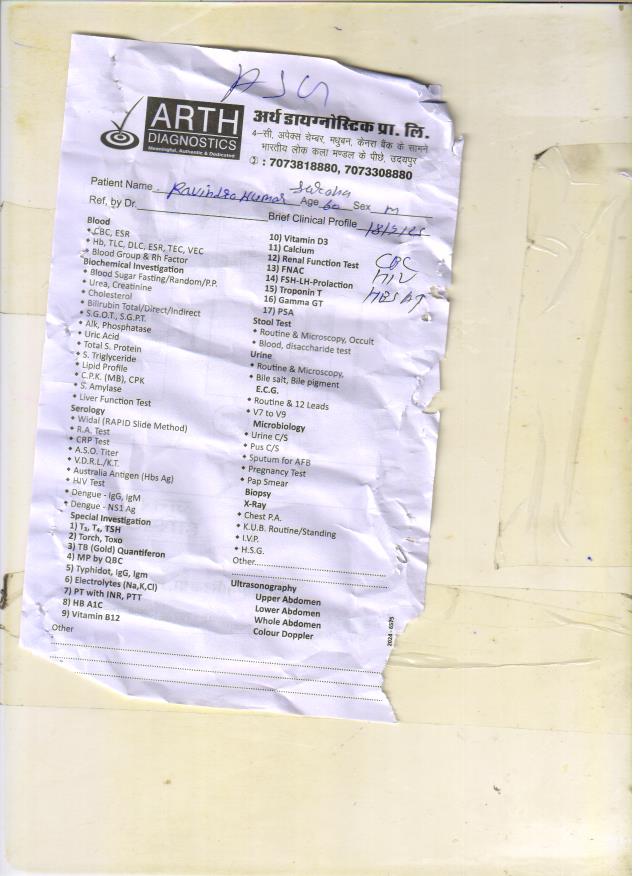 ARTH
DIAGNOSTICS
Meaningful, Authentic & Dedicated
अर्थ डायग्नोस्टिक प्रा. लि.
4-सी, अपेक्स चेम्बर, मधुबन, केनरा बैंक के सामने
भारतीय लोक कला मण्डल के पीछे, उदयपुर
: 7073818880, 7073308880
Patient Name Ravindra Kumar Age 60 Sex M
Ref, by Dr. Brief Clinical Profile
CBC
HIV
HBSAg
Blood
CBC, ESR
Hb, TLC, DLC, ESR, TEC, VEC
Blood Group & Rh Factor
Biochemical Investigation
Blood Sugar Fasting/Random/P.P.
Urea, Creatinine
Cholesterol
Bilirubin Total/Direct/Indirect
S.G.O.T., S.G.P.T.
Alk, Phosphatase
Uric Acid
Total S. Protein
S. Triglyceride
Lipid Profile
C.P.K. (MB), CPK
S. Amylase
Liver Function Test
Serology
Widal (RAPID Slide Method)
R.A. Test
CRP Test
A.S.O. Titer
V.D.R.L./K.T.
Australia Antigen (Hbs Ag)
HIV Test
Dengue - IgG, IgM
Dengue - NS1 Ag
Special Investigation
1) T₃, T₄, TSH
2) Torch, Toxo
3) TB (Gold) Quantiferon
4) MP by QBC
5) Typhidot, IgG, Igm
6) Electrolytes (Na,K,Cl)
7) PT with INR, PTT
8) HB A1C
9) Vitamin B12
Other
10) Vitamin D3
11) Calcium
12) Renal Function Test
13) FNAC
14) FSH-LH-Prolaction
15) Troponin T
16) Gamma GT
17) PSA
Stool Test
Routine & Microscopy, Occult
Blood, disaccharide test
Urine
Routine & Microscopy,
Bile salt, Bile pigment
E.C.G.
Routine & 12 Leads
V7 to V9
Microbiology
Urine C/S
Pus C/S
Sputum for AFB
Pregnancy Test
Pap Smear
Biopsy
X-Ray
Chest P.A.
K.U.B. Routine/Standing
I.V.P.
H.S.G.
Other
Ultrasonography
Upper Abdomen
Lower Abdomen
Whole Abdomen
Colour Doppler
2024 - 0375